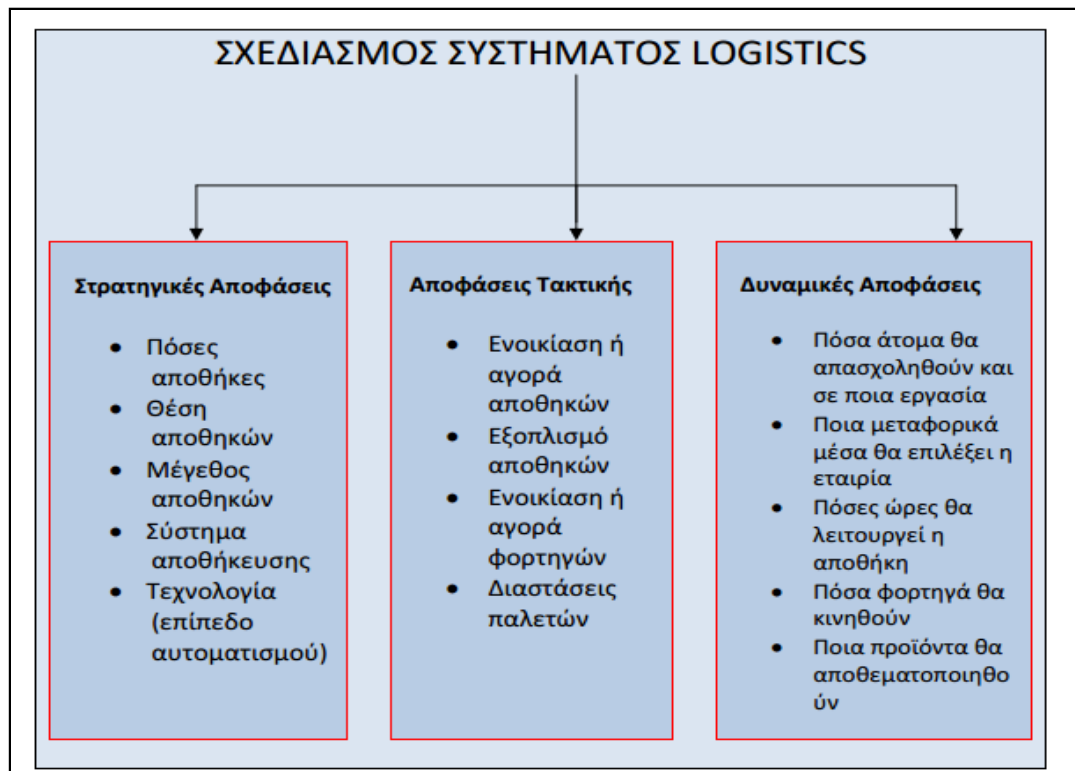 ΣΧΕΔΙΑΣΜΟΣ ΣΥΣΤΗΜΑΤΟΣ LOGISTICS
Στρατηγικές Αποφάσεις
• Πόσες
αποθήκες
• Θέση
αποθηκών
• Μέγεθος
αποθηκών
• Σύστημα
αποθήκευσης
• Τεχνολογία
(επίπεδο
αυτοματισμού)
Αποφάσεις Τακτικής
• Ενοικίαση ή
αγορά
αποθηκών
• Εξοπλισμό
αποθηκών
• Ενοικίαση ή
αγορά
φορτηγών
• Διαστάσεις
παλετών
Δυναμικές Αποφάσεις
• Πόσα άτομα θα
απασχοληθούν και
σε ποια εργασία
• Ποια μεταφορικά
μέσα θα επιλέξει η
εταιρία
• Πόσες ώρες θα
λειτουργεί η
αποθήκη
• Πόσα φορτηγά θα
κινηθούν
• Ποια προϊόντα θα
αποθεματοποιηθο
ύν